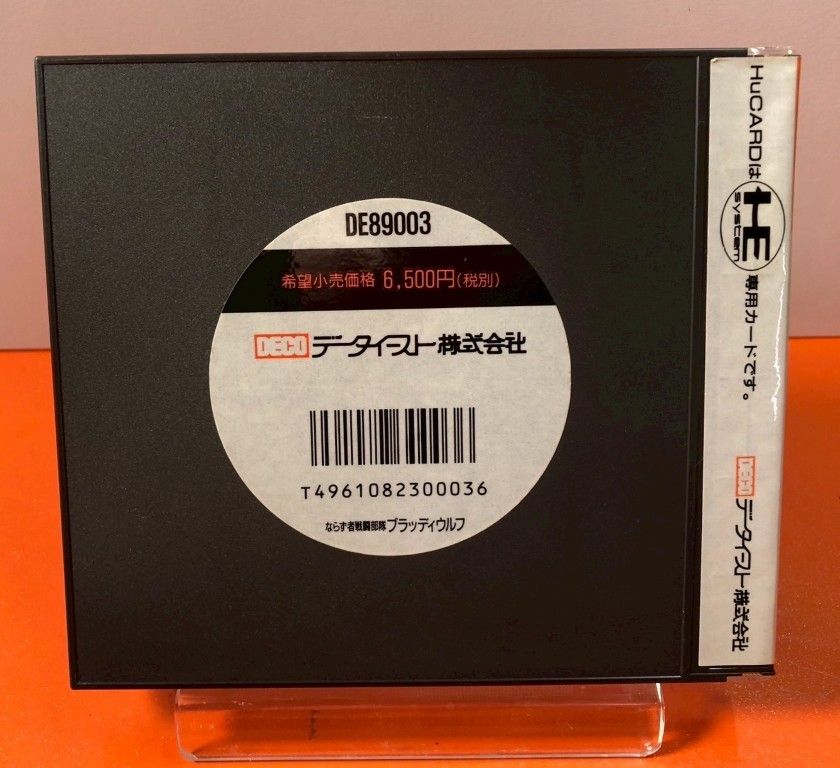 DE89003
希望小売価格 6,500円(税別)
DECO データイースト株式会社
T4961082300036
ならず者戦闘部隊ブラッディウルフ
HuCARDは HE system 専用カードです。
DECO データイースト株式会社